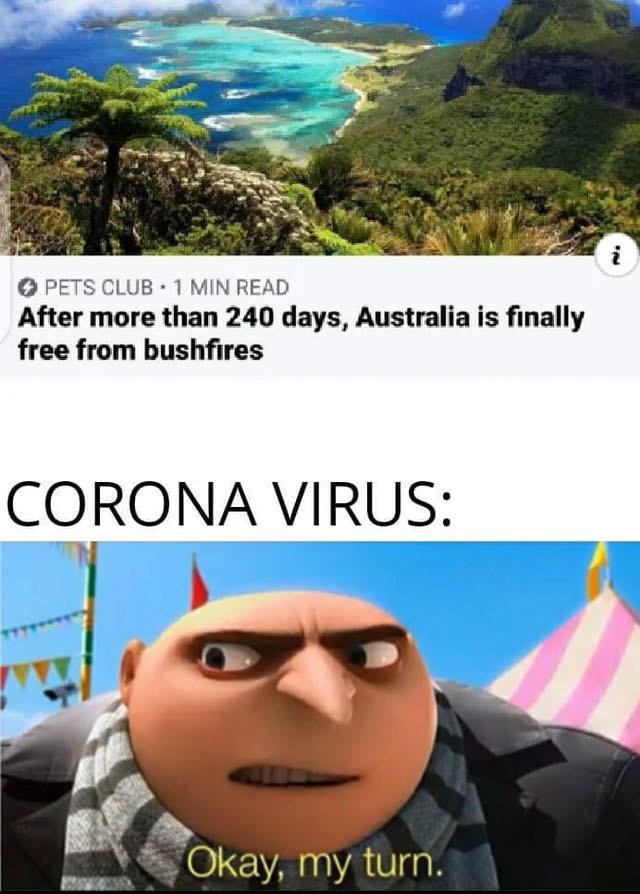 PETS CLUB · 1 MIN READ
After more than 240 days, Australia is finally
free from bushfires
CORONA VIRUS:
Okay, my turn.